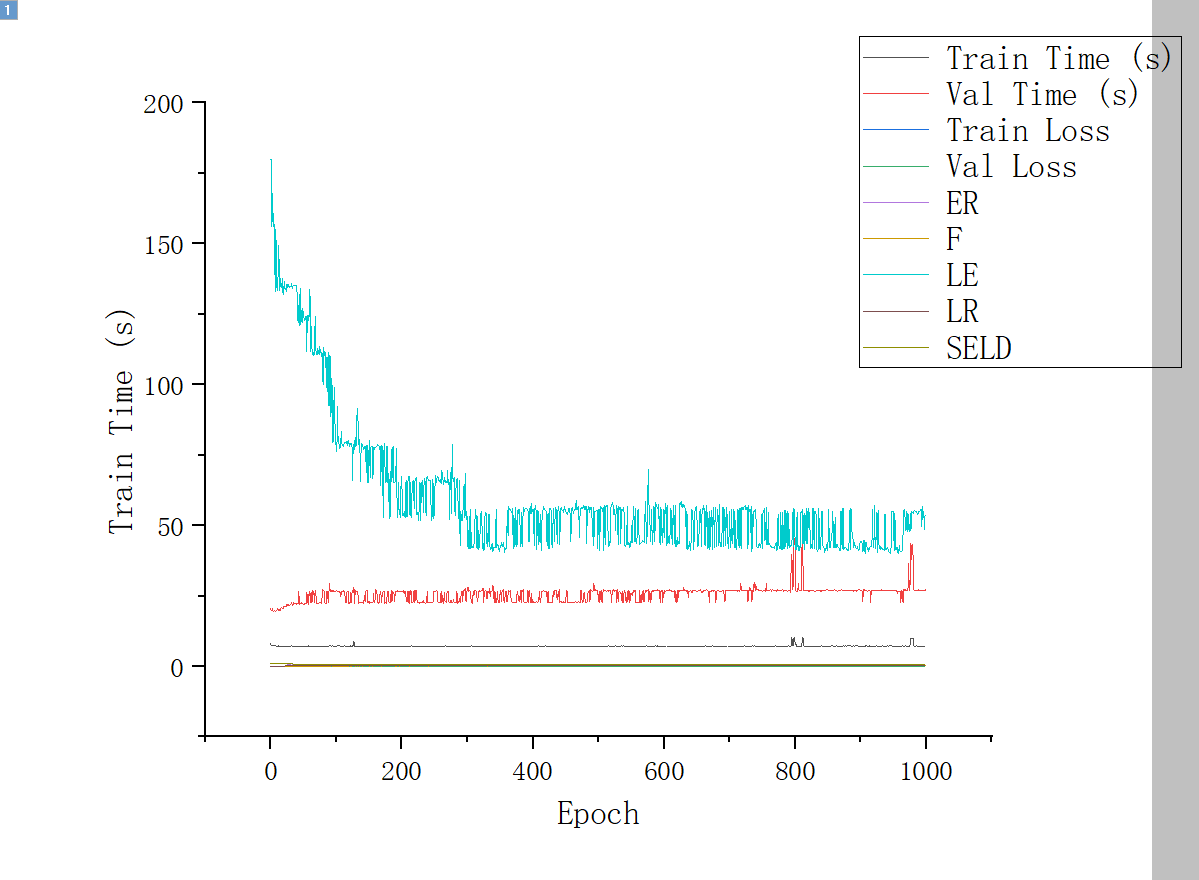 1
Train Time (s)
Val Time (s)
Train Loss
Val Loss
ER
F
LE
LR
SELD
200
150
100
50
0
Train Time (s)
0 200 400 600 800 1000
Epoch